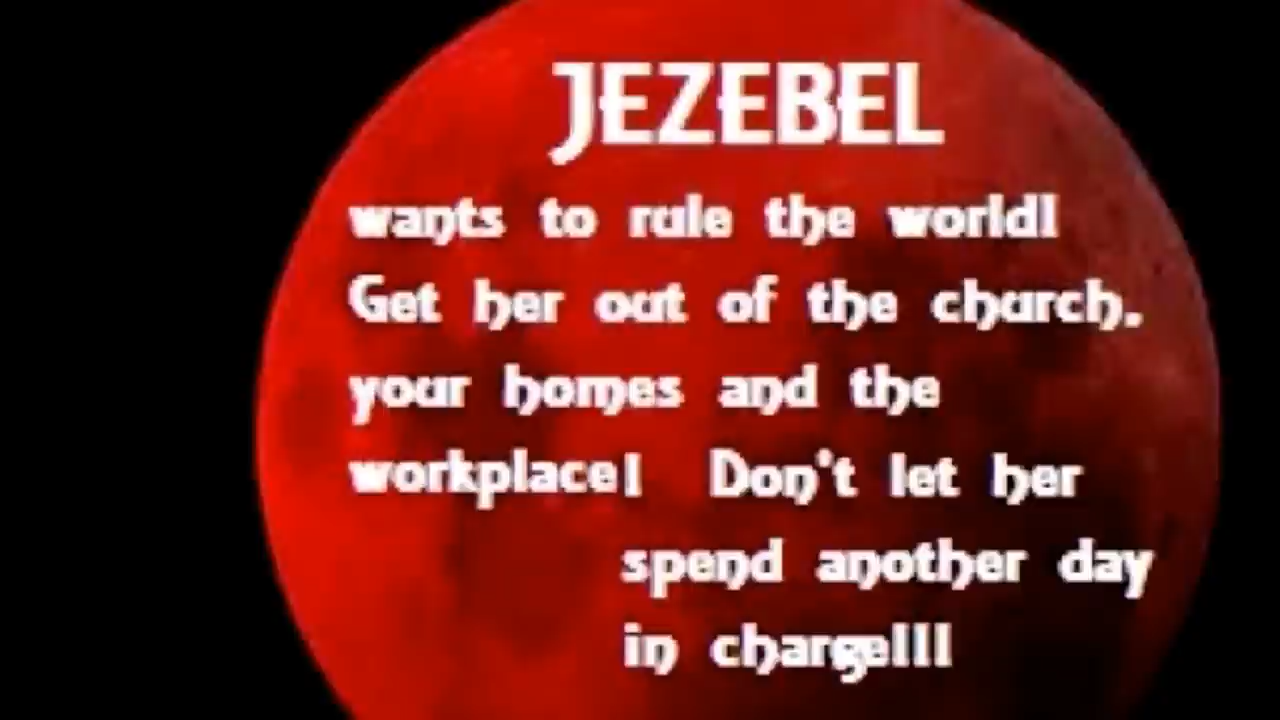 JEZEBEL
wants to rule the world!
Get her out of the church,
your homes and the
workplace! Don't let her
spend another day
in charge!!!